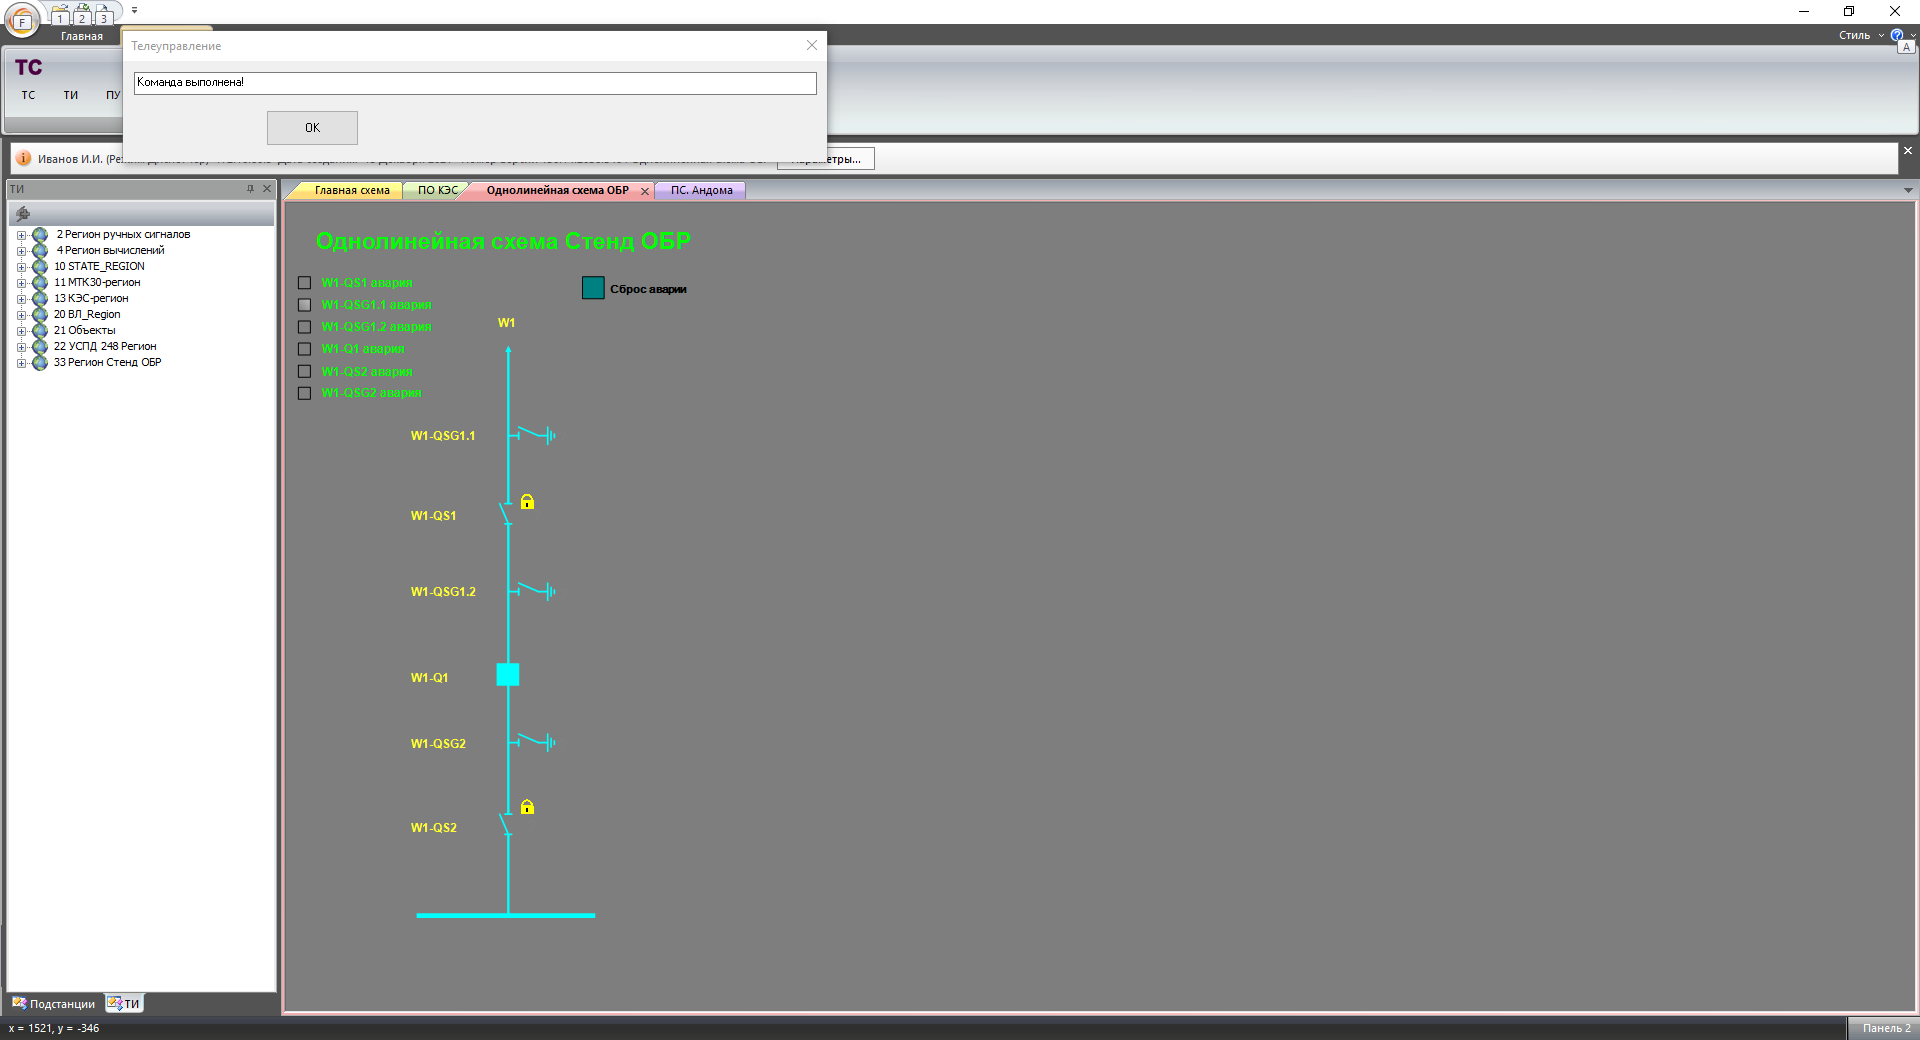 F
1 2 3
Главная
Стиль
A
Телеуправление
Команда выполнена!
OK
ТС
ТС ТИ ПУ
Иванов И.И.
ТИ
2 Регион ручных сигналов
4 Регион вычислений
10 STATE_REGION
11 МТК30-регион
13 КЭС-регион
20 ВЛ_Region
21 Объекты
22 УСПД 248 Регион
33 Регион Стенд ОБР
Подстанции
ТИ
Главная схема
ПО КЭС
Однолинейная схема ОБР
ПС. Андома
Однолинейная схема Стенд ОБР
W1-QS1 авария
W1-QSG1.1 авария
W1-QSG1.2 авария
W1-Q1 авария
W1-QS2 авария
W1-QSG2 авария
Сброс аварии
W1
W1-QSG1.1
W1-QS1
W1-QSG1.2
W1-Q1
W1-QSG2
W1-QS2
x = 1521, y = -346
Панель 2